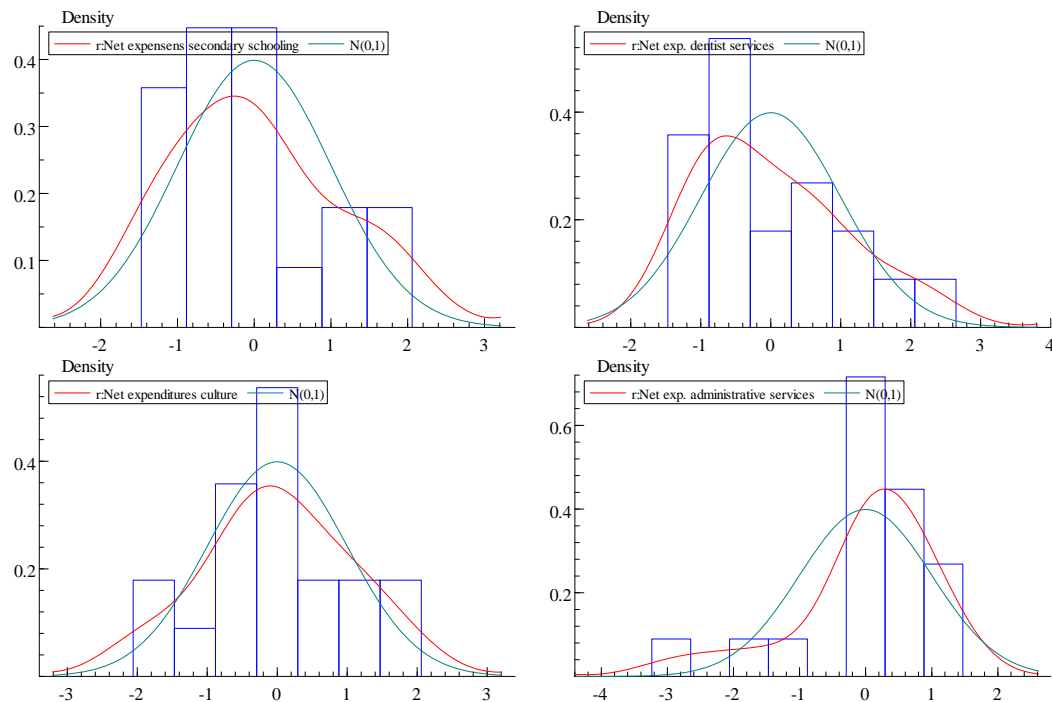 Density
r:Net expensens secondary schooling N(0,1)
0.4
0.3
0.2
0.1
-2 -1 0 1 2 3
Density
r:Net exp. dentist services N(0,1)
0.4
0.2
-2 -1 0 1 2 3 4
Density
r:Net expenditures culture N(0,1)
0.4
0.2
-3 -2 -1 0 1 2 3
Density
r:Net exp. administrative services N(0,1)
0.6
0.4
0.2
-4 -3 -2 -1 0 1 2